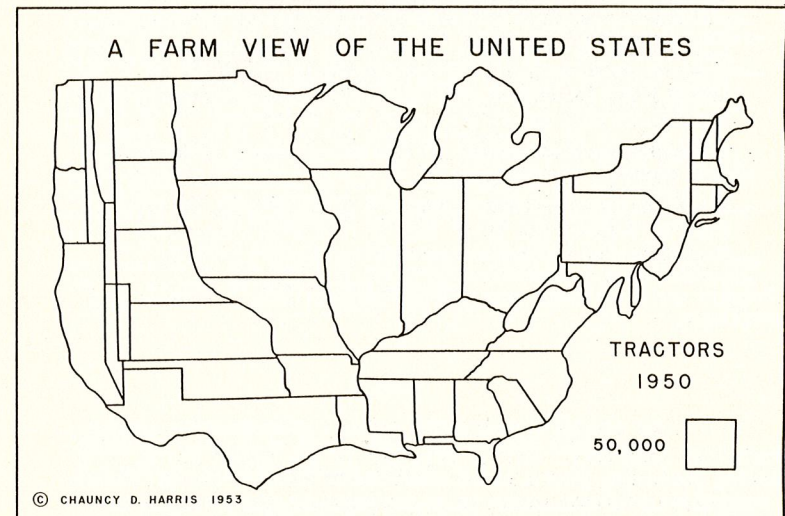 A FARM VIEW OF THE UNITED STATES
TRACTORS
1950
50,000
© CHAUNCY D. HARRIS 1953